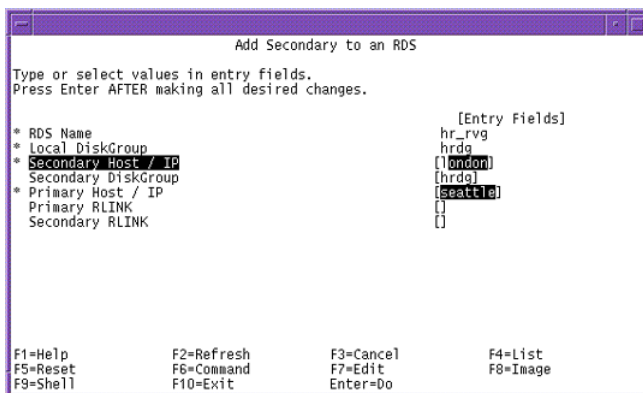 Add Secondary to an RDS
Type or select values in entry fields.
Press Enter AFTER making all desired changes.
[Entry Fields]
* RDS Name hr_rvg
* Local DiskGroup hrdg
* Secondary Host / IP [london]
Secondary DiskGroup [hrdg]
* Primary Host / IP [seattle]
Primary RLINK []
Secondary RLINK []
F1=Help F2=Refresh F3=Cancel F4=List
F5=Reset F6=Command F7=Edit F8=Image
F9=Shell F10=Exit Enter=Do